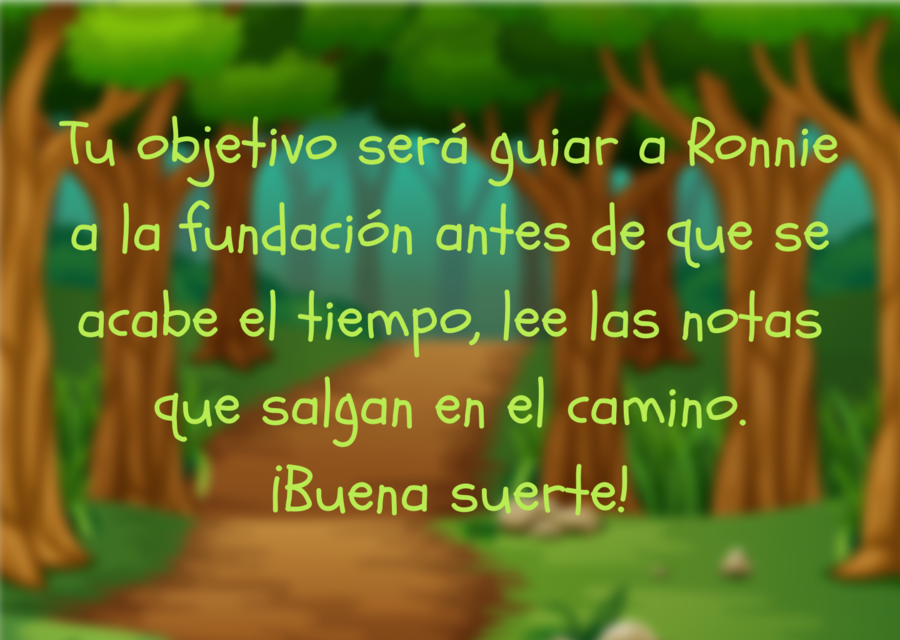 Tu objetivo será guiar a Ronnie
a la fundación antes de que se
acabe el tiempo, lee las notas
que salgan en el camino.
¡Buena suerte!